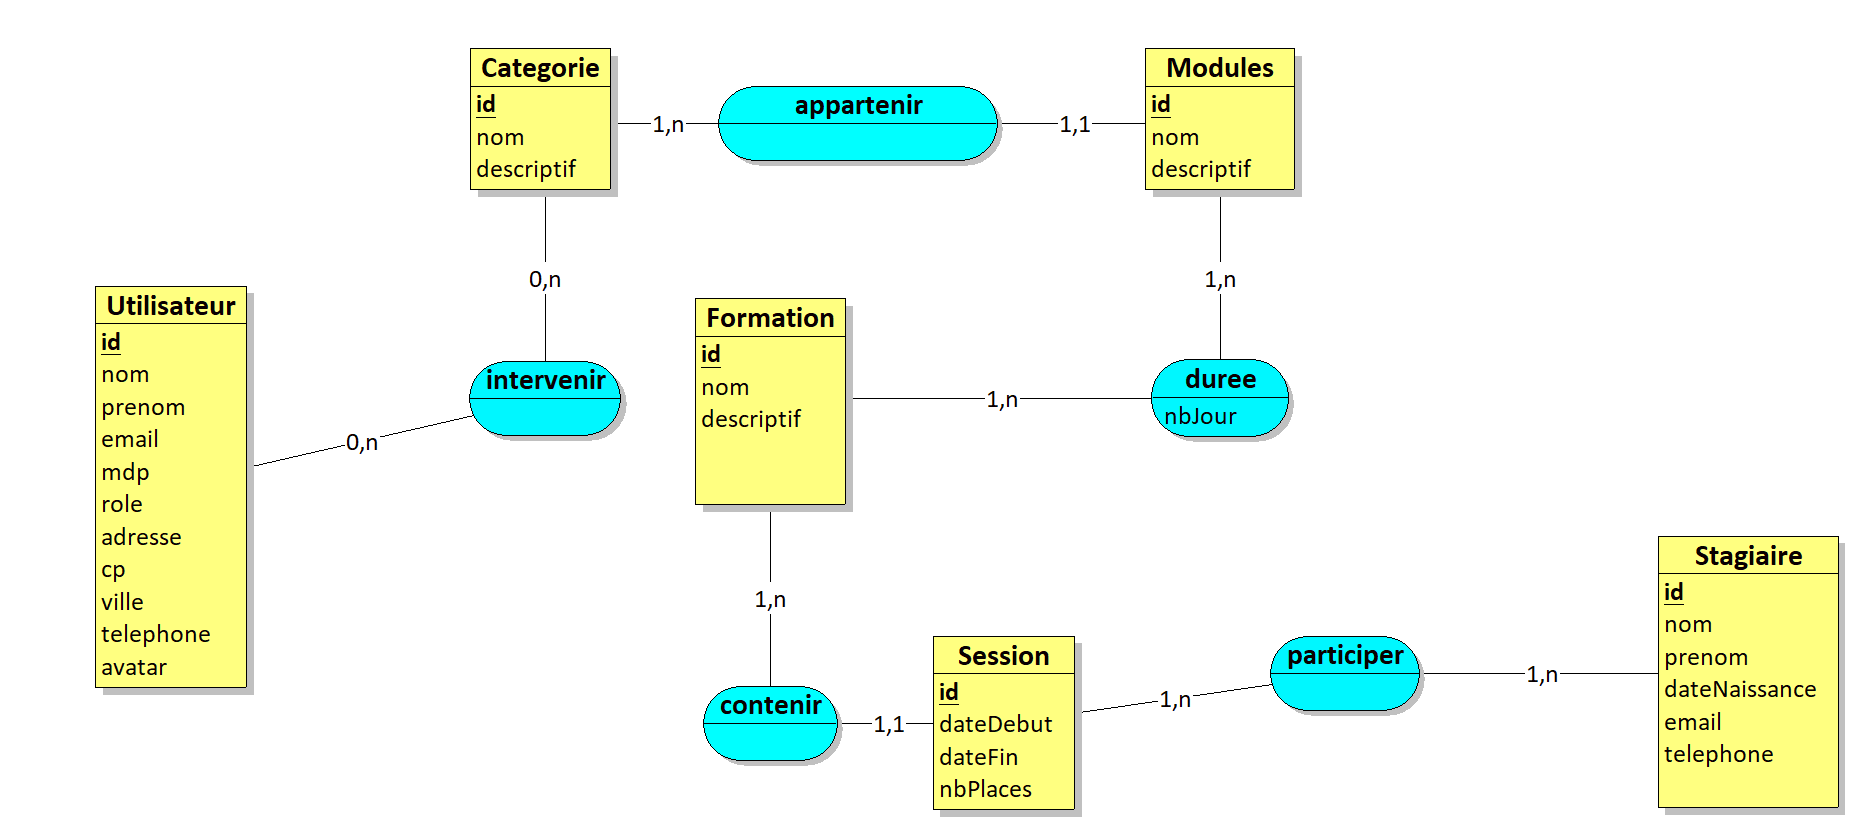 Categorie
id
nom
descriptif
1,n
appartenir
1,1
Modules
id
nom
descriptif
0,n
1,n
Utilisateur
id
nom
prenom
email
mdp
role
adresse
cp
ville
telephone
avatar
0,n
intervenir
Formation
id
nom
descriptif
1,n
duree
nbJour
1,n
contenir
1,1
Session
id
dateDebut
dateFin
nbPlaces
1,n
participer
1,n
Stagiaire
id
nom
prenom
dateNaissance
email
telephone